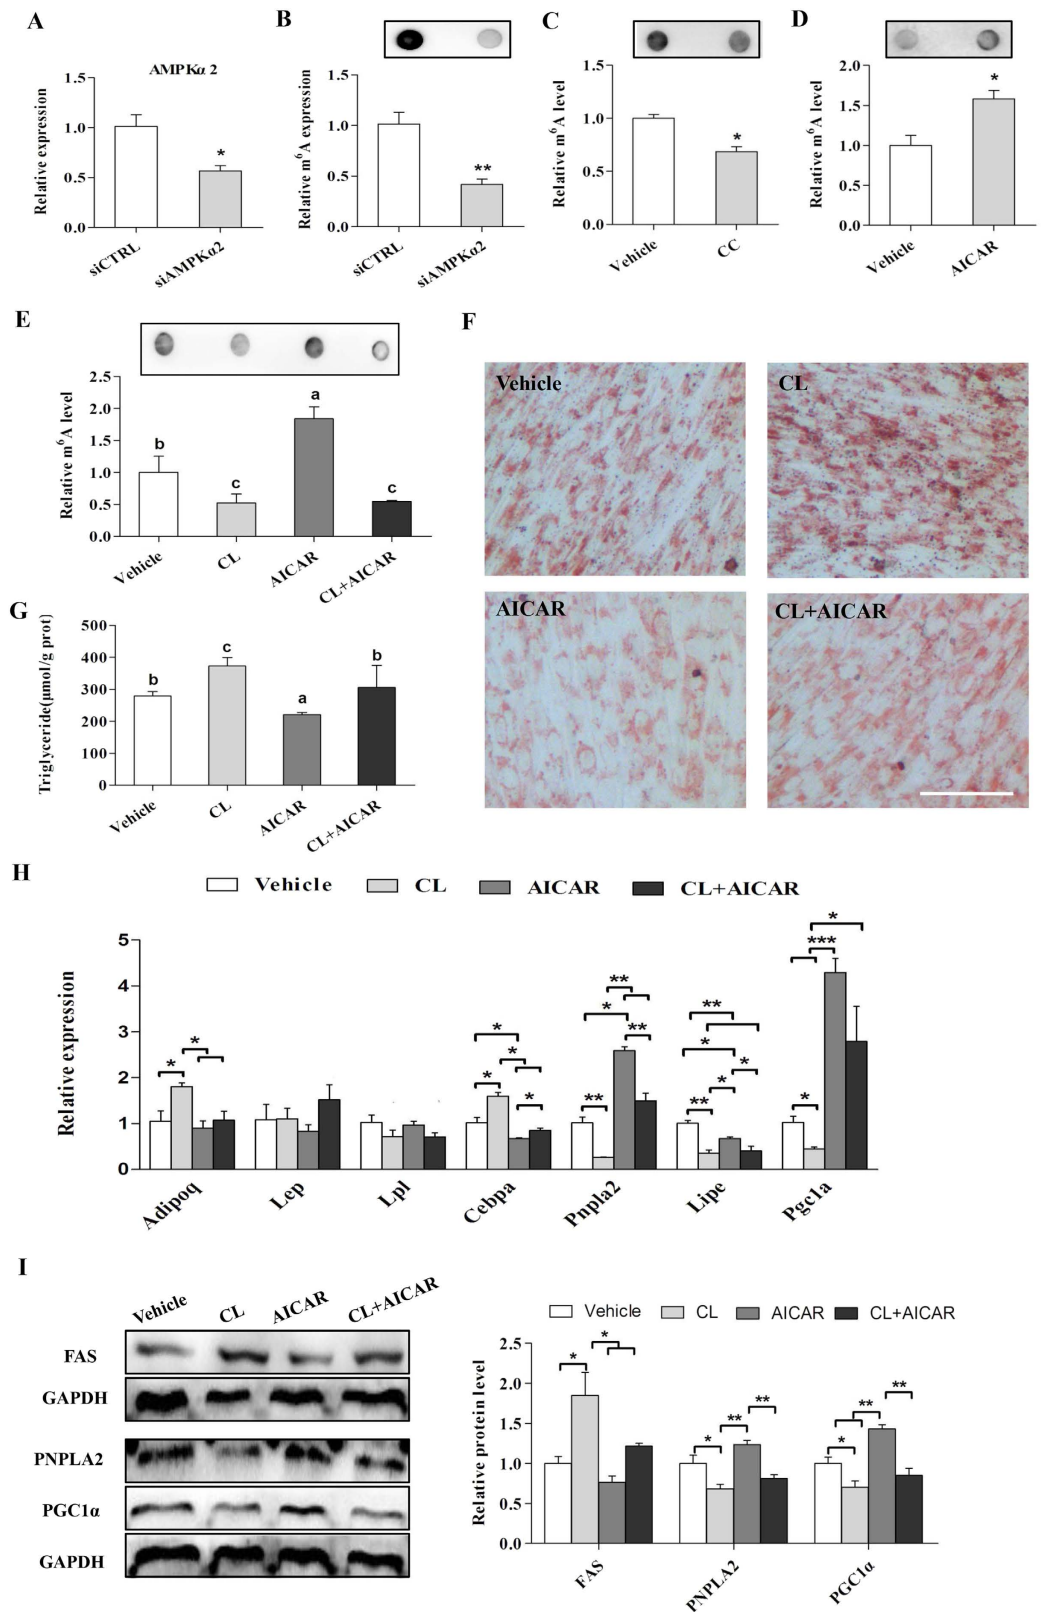 A
AMPKα 2
Relative expression
1.5
1.0
0.5
0.0
*
siCTRL
siAMPKα2
B
Relative m⁶A expression
1.5
1.0
0.5
0.0
**
siCTRL
siAMPKα2
C
Relative m⁶A level
1.5
1.0
0.5
0.0
*
Vehicle
CC
D
Relative m⁶A level
2.0
1.5
1.0
0.5
0.0
*
Vehicle
AICAR
E
Relative m⁶A level
2.5
2.0
1.5
1.0
0.5
0.0
b
c
a
c
Vehicle
CL
AICAR
CL+AICAR
F
Vehicle
CL
AICAR
CL+AICAR
G
Triglyceride(μmol/g prot)
500
400
300
200
100
0
b
c
a
b
Vehicle
CL
AICAR
CL+AICAR
H
Vehicle CL AICAR CL+AICAR
Relative expression
5
4
3
2
1
0
* *
* * * *
** * ** **
** * ** * *
* *** *
Adipoq
Lep
Lpl
Cebpa
Pnpla2
Lipe
Pgc1a
I
Vehicle CL AICAR CL+AICAR
FAS
GAPDH
PNPLA2
PGC1α
GAPDH
Vehicle CL AICAR CL+AICAR
Relative protein level
2.5
2.0
1.5
1.0
0.5
0.0
* *
* ** **
* ** **
FAS
PNPLA2
PGC1α